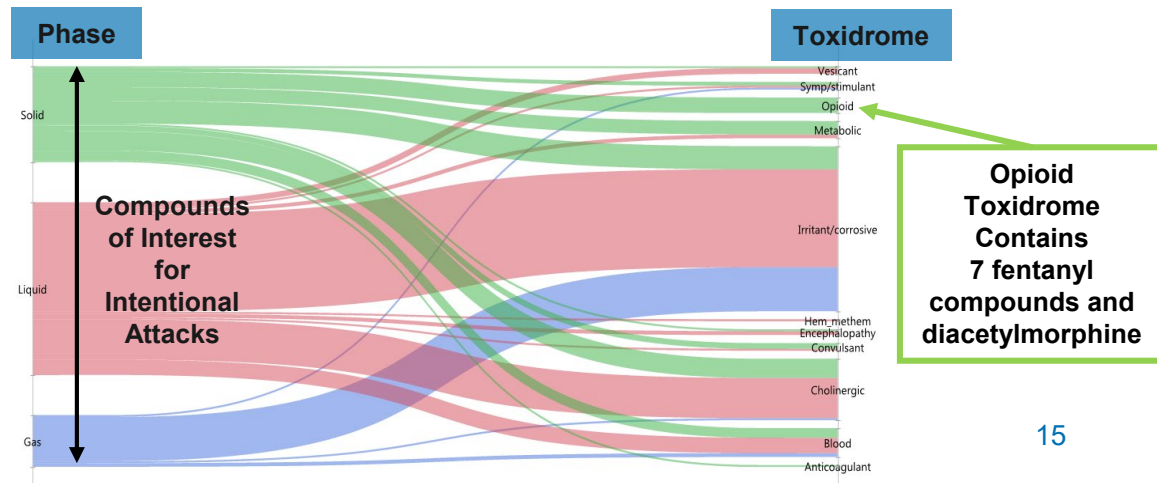 Phase
Toxidrome
Solid
Liquid
Gas
Compounds
of Interest
for
Intentional
Attacks
Vesicant
Symp/stimulant
Opioid
Metabolic
Irritant/corrosive
Hem_methem
Encephalopathy
Convulsant
Cholinergic
Blood
Anticoagulant
Opioid
Toxidrome
Contains
7 fentanyl
compounds and
diacetylmorphine
15